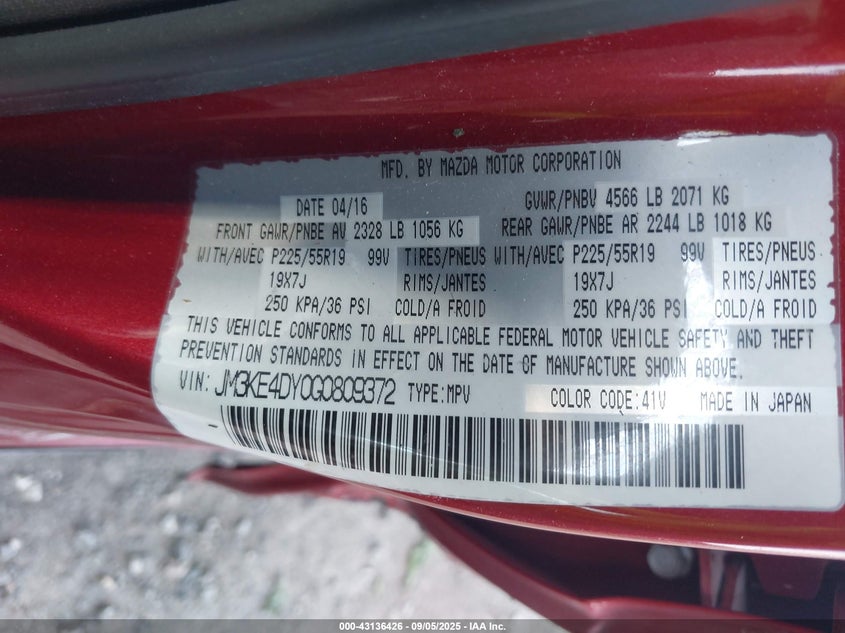 MFD. BY MAZDA MOTOR CORPORATION
DATE 04/16 GVWR/PNBV 4566 LB 2071 KG
FRONT GAWR/PNBE AV 2328 LB 1056 KG REAR GAWR/PNBE AR 2244 LB 1018 KG
WITH/AVEC P225/55R19 99V TIRES/PNEUS WITH/AVEC P225/55R19 99V TIRES/PNEUS
19X7J RIMS/JANTES 19X7J RIMS/JANTES
250 KPA/36 PSI COLD/A FROID 250 KPA/36 PSI COLD/A FROID
THIS VEHICLE CONFORMS TO ALL APPLICABLE FEDERAL MOTOR VEHICLE SAFETY AND THEFT
PREVENTION STANDARDS IN EFFECT ON THE DATE OF MANUFACTURE SHOWN ABOVE.
VIN: JM3KE4DY0G0809372 TYPE:MPV COLOR CODE:41V MADE IN JAPAN
000-43136426 - 09/05/2025 - IAA Inc.